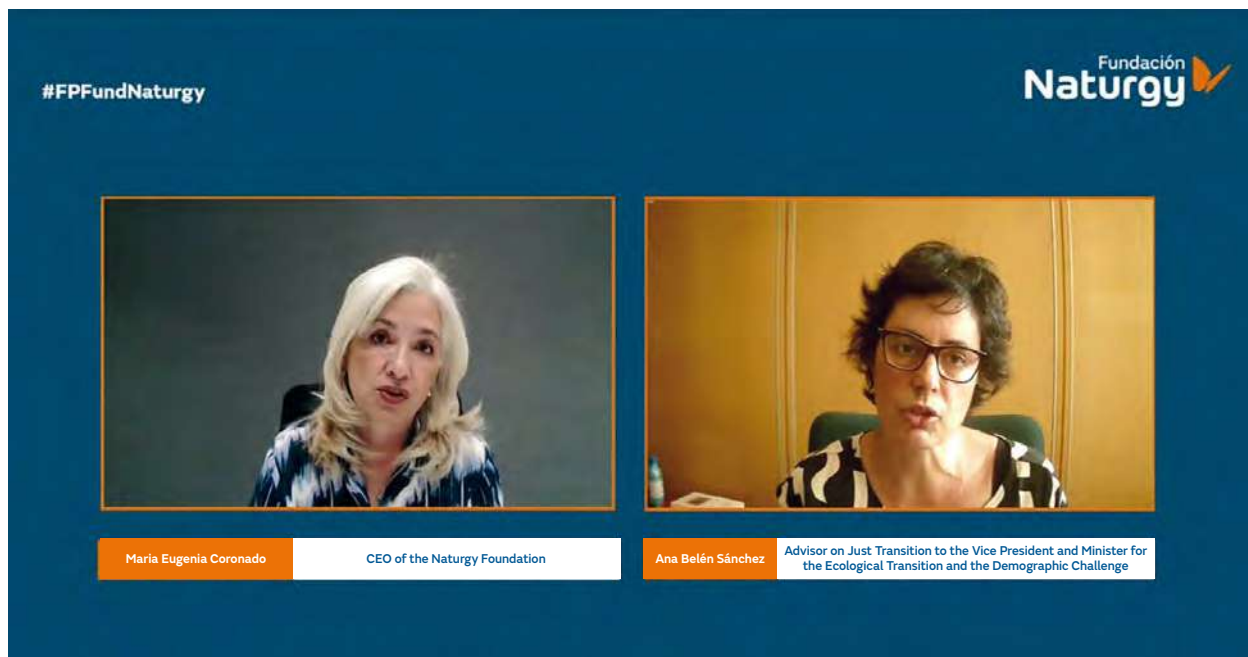 #FPFundNaturgy
Fundación
Naturgy
Maria Eugenia Coronado
CEO of the Naturgy Foundation
Ana Belén Sánchez
Advisor on Just Transition to the Vice President and Minister for
the Ecological Transition and the Demographic Challenge